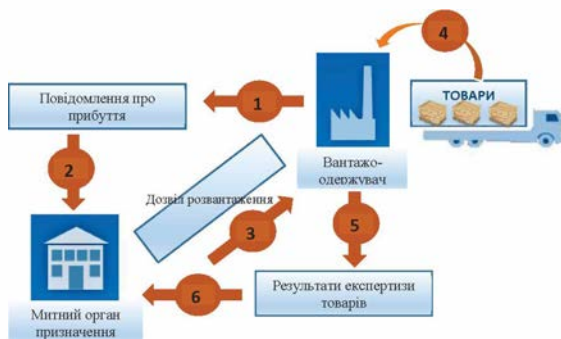 4
ТОВАРИ
Повідомлення про
прибуття
1
Вантажо-
одержувач
2
Дозвіл розвантаження
3
5
6
Результати експертизи
товарів
Митний орган
призначення